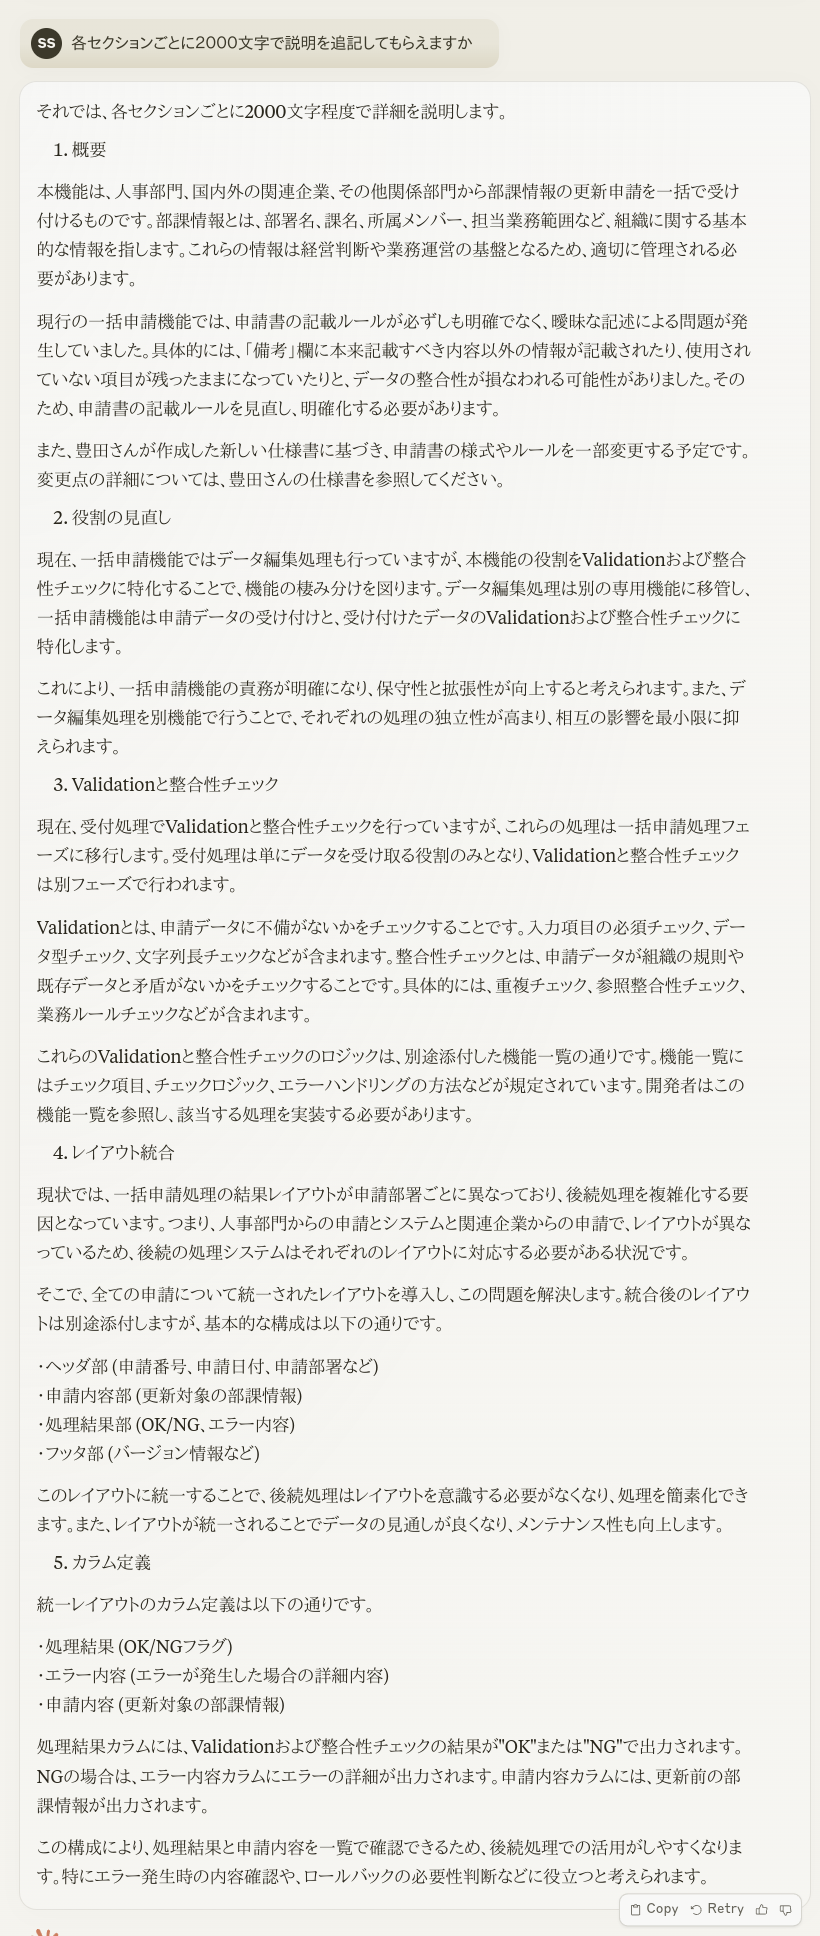 SS 各セクションごとに2000文字で説明を追記してもらえますか
それでは、各セクションごとに2000文字程度で詳細を説明します。
1. 概要
本機能は、人事部門、国内外の関連企業、その他関係部門から部課情報の更新申請を一括で受け
付けるものです。部課情報とは、部署名、課名、所属メンバー、担当業務範囲など、組織に関する基本
的な情報を指します。これらの情報は経営判断や業務運営の基盤となるため、適切に管理される必
要があります。
現行の一括申請機能では、申請書の記載ルールが必ずしも明確でなく、曖昧な記述による問題が発
生していました。具体的には、「備考」欄に本来記載すべき内容以外の情報が記載されたり、使用され
ていない項目が残ったままになっていたりと、データの整合性が損なわれる可能性がありました。その
ため、申請書の記載ルールを見直し、明確化する必要があります。
また、豊田さんが作成した新しい仕様書に基づき、申請書の様式やルールを一部変更する予定です。
変更点の詳細については、豊田さんの仕様書を参照してください。
2. 役割の見直し
現在、一括申請機能ではデータ編集処理も行っていますが、本機能の役割をValidationおよび整合
性チェックに特化することで、機能の棲み分けを図ります。データ編集処理は別の専用機能に移管し、
一括申請機能は申請データの受け付けと、受け付けたデータのValidationおよび整合性チェックに
特化します。
これにより、一括申請機能の責務が明確になり、保守性と拡張性が向上すると考えられます。また、デ
ータ編集処理を別機能で行うことで、それぞれの処理の独立性が高まり、相互の影響を最小限に抑
えられます。
3. Validationと整合性チェック
現在、受付処理でValidationと整合性チェックを行っていますが、これらの処理は一括申請処理フェ
ーズに移行します。受付処理は単にデータを受け取る役割のみとなり、Validationと整合性チェック
は別フェーズで行われます。
Validationとは、申請データに不備がないかをチェックすることです。入力項目の必須チェック、デー
タ型チェック、文字列長チェックなどが含まれます。整合性チェックとは、申請データが組織の規則や
既存データと矛盾がないかをチェックすることです。具体的には、重複チェック、参照整合性チェック、
業務ルールチェックなどが含まれます。
これらのValidationと整合性チェックのロジックは、別途添付した機能一覧の通りです。機能一覧に
はチェック項目、チェックロジック、エラーハンドリングの方法などが規定されています。開発者はこの
機能一覧を参照し、該当する処理を実装する必要があります。
4. レイアウト統合
現状では、一括申請処理の結果レイアウトが申請部署ごとに異なっており、後続処理を複雑化する要
因となっています。つまり、人事部門からの申請とシステムと関連企業からの申請で、レイアウトが異な
っているため、後続の処理システムはそれぞれのレイアウトに対応する必要がある状況です。
そこで、全ての申請について統一されたレイアウトを導入し、この問題を解決します。統合後のレイアウ
トは別途添付しますが、基本的な構成は以下の通りです。
・ヘッダ部 (申請番号、申請日付、申請部署など)
・申請内容部 (更新対象の部課情報)
・処理結果部 (OK/NG、エラー内容)
・フッタ部 (バージョン情報など)
このレイアウトに統一することで、後続処理はレイアウトを意識する必要がなくなり、処理を簡素化でき
ます。また、レイアウトが統一されることでデータの見通しが良くなり、メンテナンス性も向上します。
5. カラム定義
統一レイアウトのカラム定義は以下の通りです。
・処理結果 (OK/NGフラグ)
・エラー内容 (エラーが発生した場合の詳細内容)
・申請内容 (更新対象の部課情報)
処理結果カラムには、Validationおよび整合性チェックの結果が"OK"または"NG"で出力されます。
NGの場合は、エラー内容カラムにエラーの詳細が出力されます。申請内容カラムには、更新前の部
課情報が出力されます。
この構成により、処理結果と申請内容を一覧で確認できるため、後続処理での活用がしやすくなりま
す。特にエラー発生時の内容確認や、ロールバックの必要性判断などに役立つと考えられます。
Copy Retry